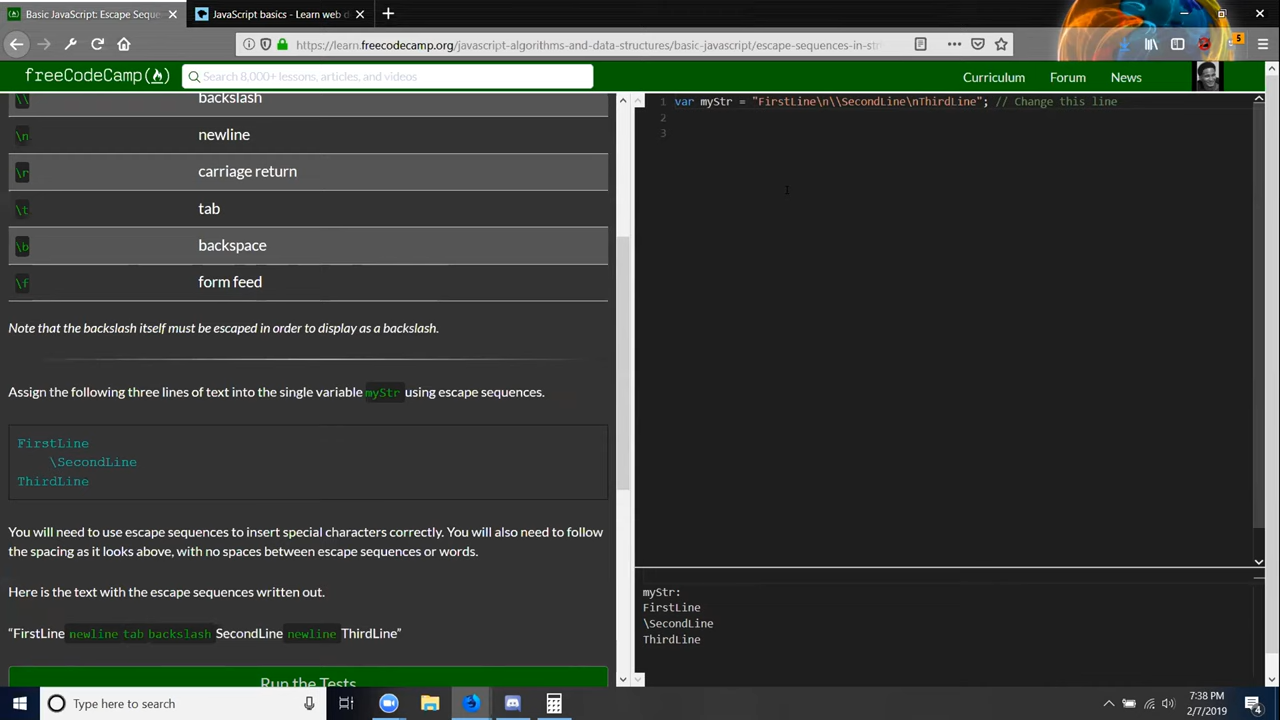 Basic JavaScript: Escape Seque
JavaScript basics - Learn web d
https://learn.freecodecamp.org/javascript-algorithms-and-data-structures/basic-javascript/escape-sequences-in-str
5
freeCodeCamp
Search 8,000+ lessons, articles, and videos
Curriculum
Forum
News
\\ backslash
\n newline
\r carriage return
\t tab
\b backspace
\f form feed
Note that the backslash itself must be escaped in order to display as a backslash.
Assign the following three lines of text into the single variable myStr using escape sequences.
FirstLine
\SecondLine
ThirdLine
You will need to use escape sequences to insert special characters correctly. You will also need to follow
the spacing as it looks above, with no spaces between escape sequences or words.
Here is the text with the escape sequences written out.
“FirstLine newline tab backslash SecondLine newline ThirdLine”
Run the Tests
1 var myStr = "FirstLine\n\\SecondLine\nThirdLine"; // Change this line
2
3
myStr:
FirstLine
\SecondLine
ThirdLine
Type here to search
7:38 PM
2/7/2019
4